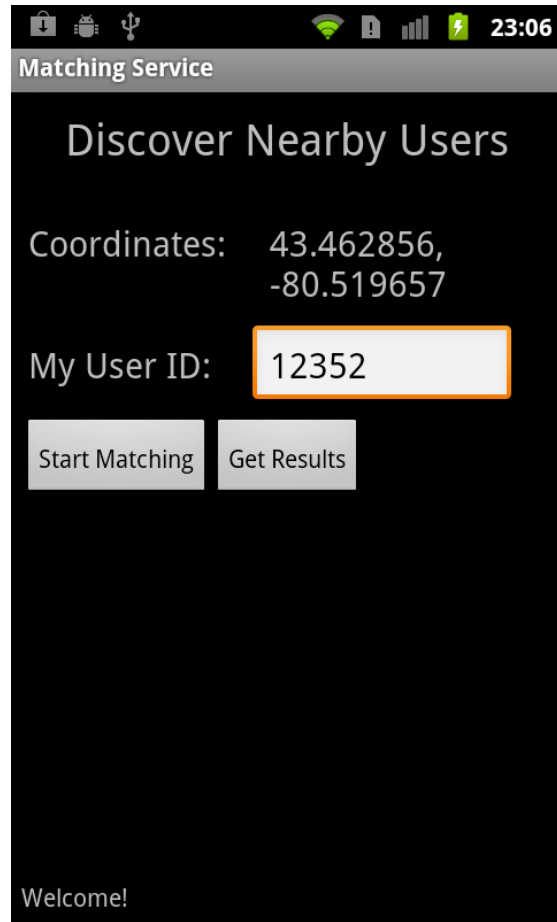 23:06
Matching Service
Discover Nearby Users
Coordinates: 43.462856,
-80.519657
My User ID: 12352
Start Matching Get Results
Welcome!